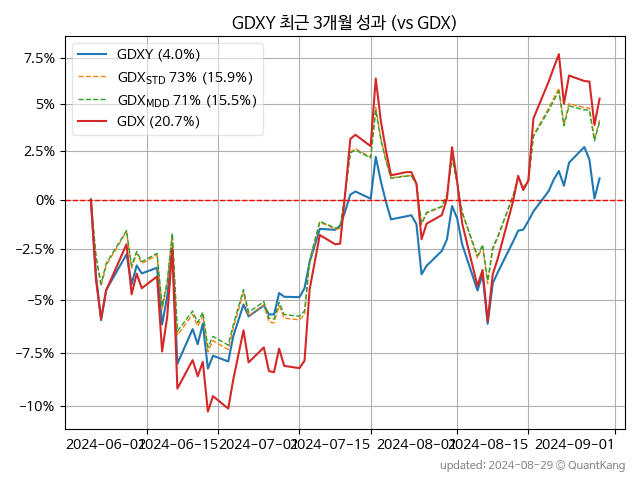 GDXY 최근 3개월 성과 (vs GDX)
GDXY (4.0%)
GDX_STD 73% (15.9%)
GDX_MDD 71% (15.5%)
GDX (20.7%)
7.5%
5%
2.5%
0%
−2.5%
−5%
−7.5%
−10%
2024-06-01 2024-06-15 2024-07-01 2024-07-15 2024-08-01 2024-08-15 2024-09-01
updated: 2024-08-29 © QuantKang